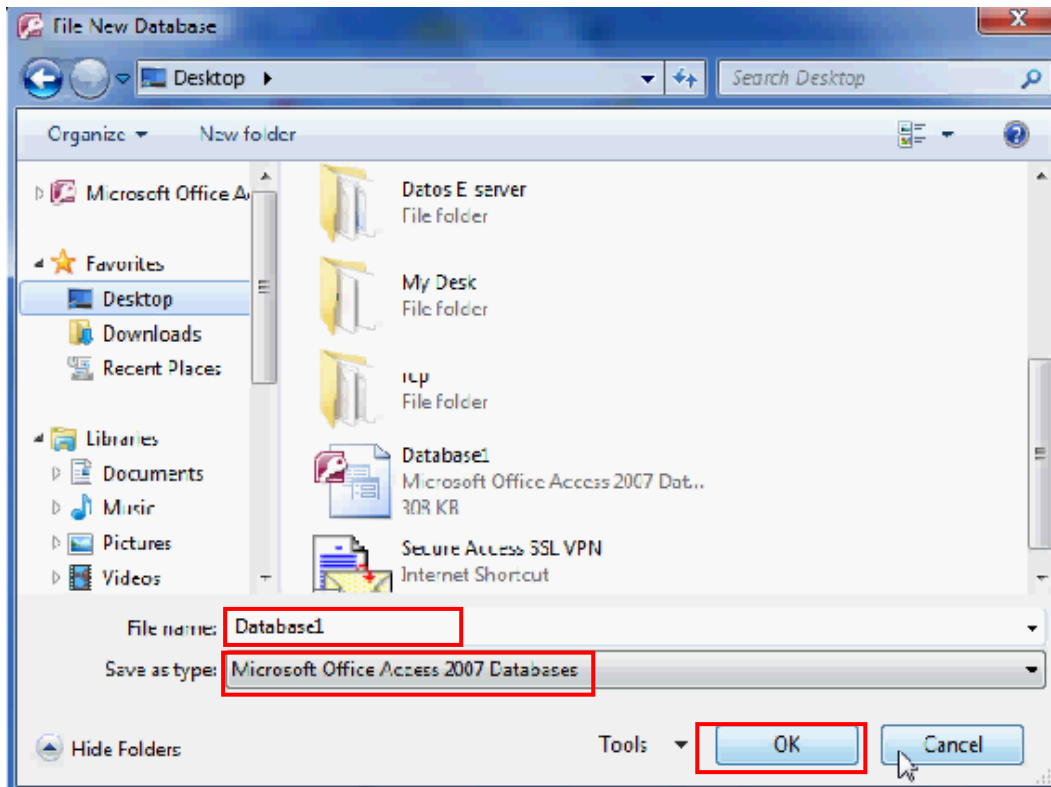 File New Database
Desktop
Search Desktop
Organize
New folder
Microsoft Office A
Favorites
Desktop
Downloads
Recent Places
Libraries
Documents
Music
Pictures
Videos
Datos E server
File folder
My Desk
File folder
File folder
Database1
Microsoft Office Access 2007 Dat...
308 KB
Secure Access SSL VPN
Internet Shortcut
File name: Database1
Save as type: Microsoft Office Access 2007 Databases
Hide Folders
Tools
OK
Cancel